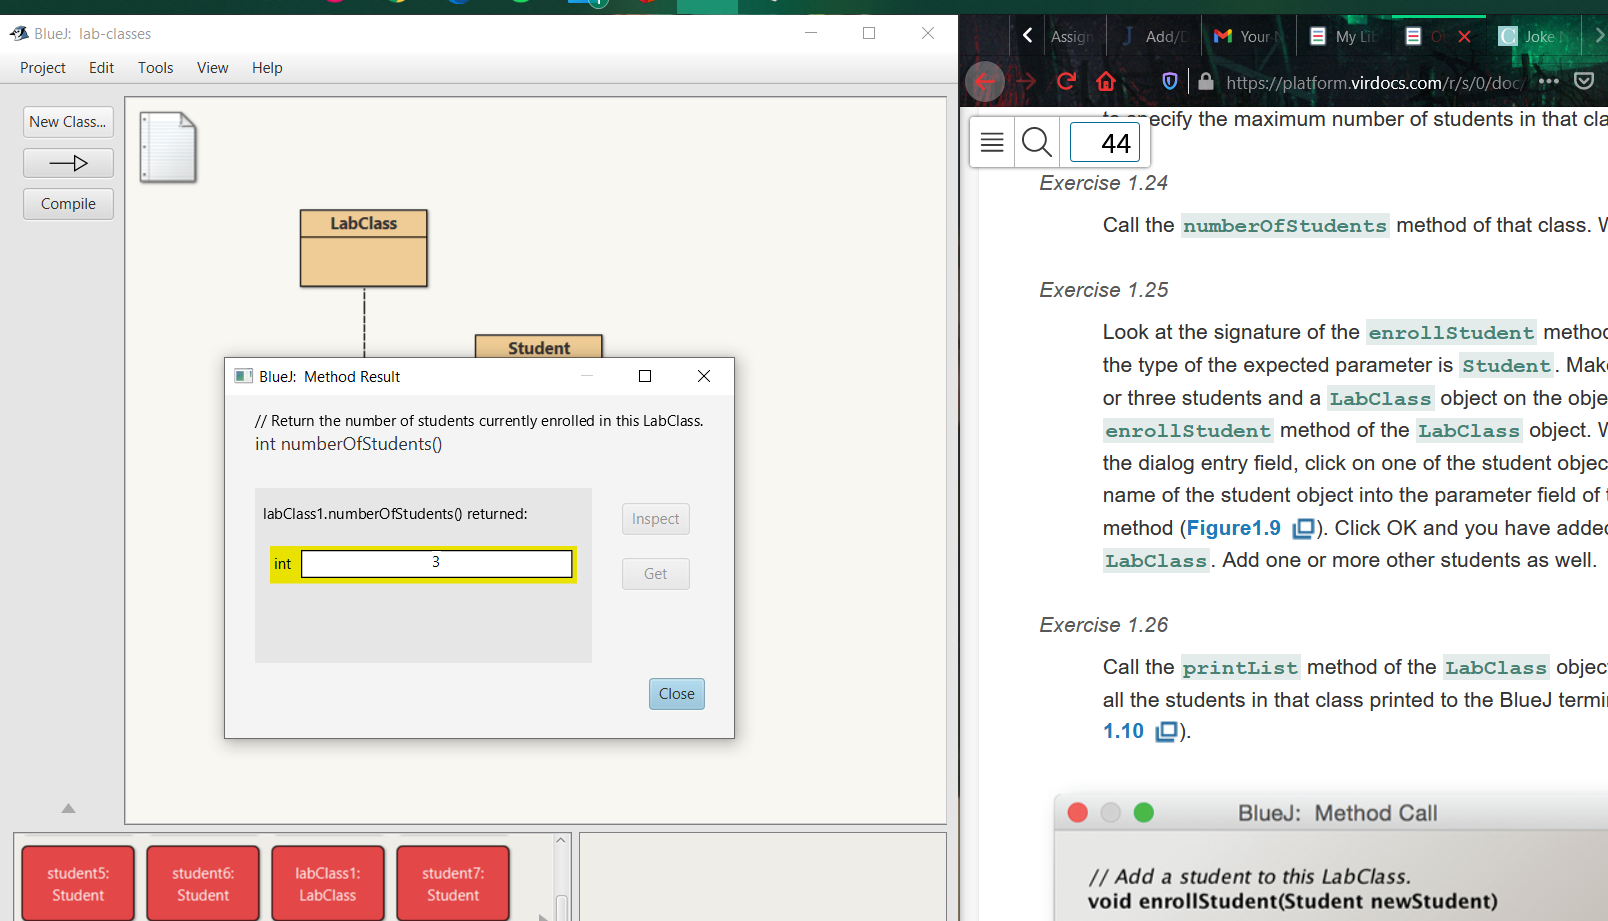 BlueJ: lab-classes
Project Edit Tools View Help
New Class...
Compile
LabClass
Student
BlueJ: Method Result
// Return the number of students currently enrolled in this LabClass.
int numberOfStudents()
labClass1.numberOfStudents() returned:
int 3
Inspect
Get
Close
student5:
Student
student6:
Student
labClass1:
LabClass
student7:
Student
Assign
Add/D
Your
My Lib
Joke
https://platform.virdocs.com/r/s/0/doc/
44
to specify the maximum number of students in that cla
Exercise 1.24
Call the numberOfStudents method of that class. W
Exercise 1.25
Look at the signature of the enrollStudent method
the type of the expected parameter is Student. Make
or three students and a LabClass object on the obje
enrollStudent method of the LabClass object. W
the dialog entry field, click on one of the student objec
name of the student object into the parameter field of t
method (Figure1.9 ). Click OK and you have added
LabClass. Add one or more other students as well.
Exercise 1.26
Call the printList method of the LabClass objec
all the students in that class printed to the BlueJ termi
1.10 ).
BlueJ: Method Call
// Add a student to this LabClass.
void enrollStudent(Student newStudent)